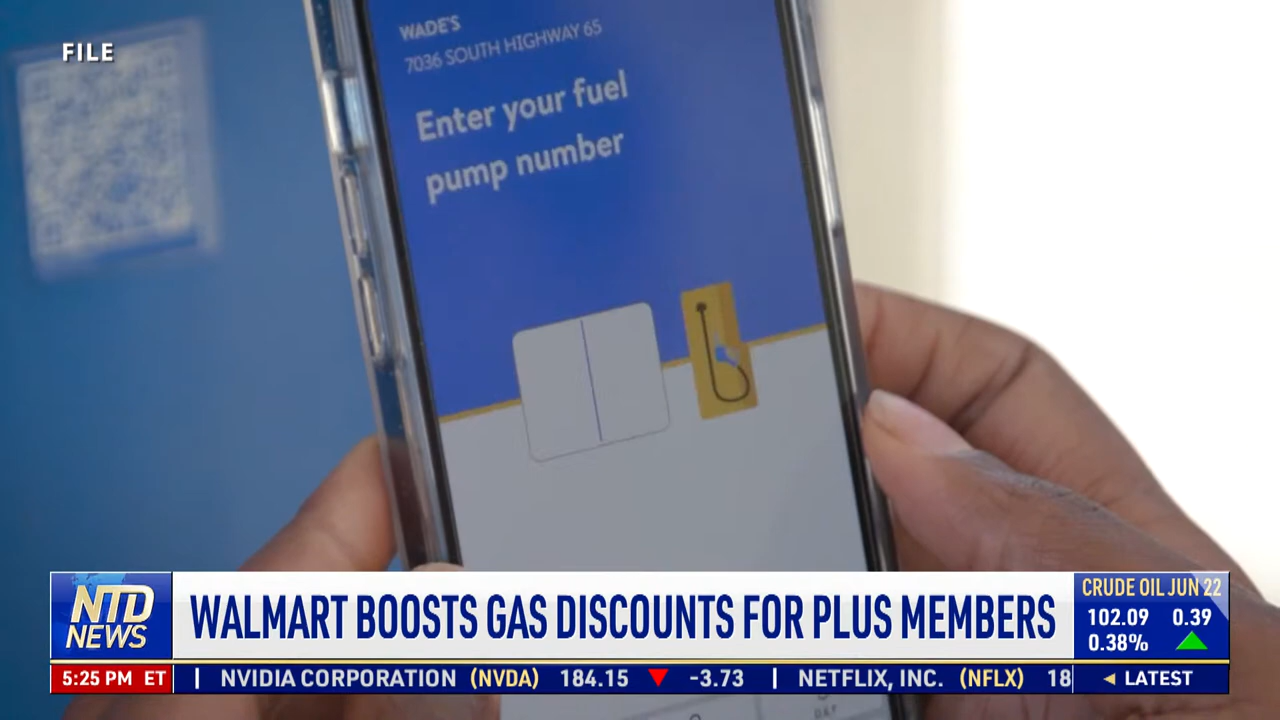 FILE
WADE'S
7036 SOUTH HIGHWAY 65
Enter your fuel
pump number
NTD
NEWS
WALMART BOOSTS GAS DISCOUNTS FOR PLUS MEMBERS
CRUDE OIL JUN 22
102.09 0.39
0.38%
5:25 PM ET | NVIDIA CORPORATION (NVDA) 184.15 ▼ -3.73 | NETFLIX, INC. (NFLX) 18 ◄ LATEST